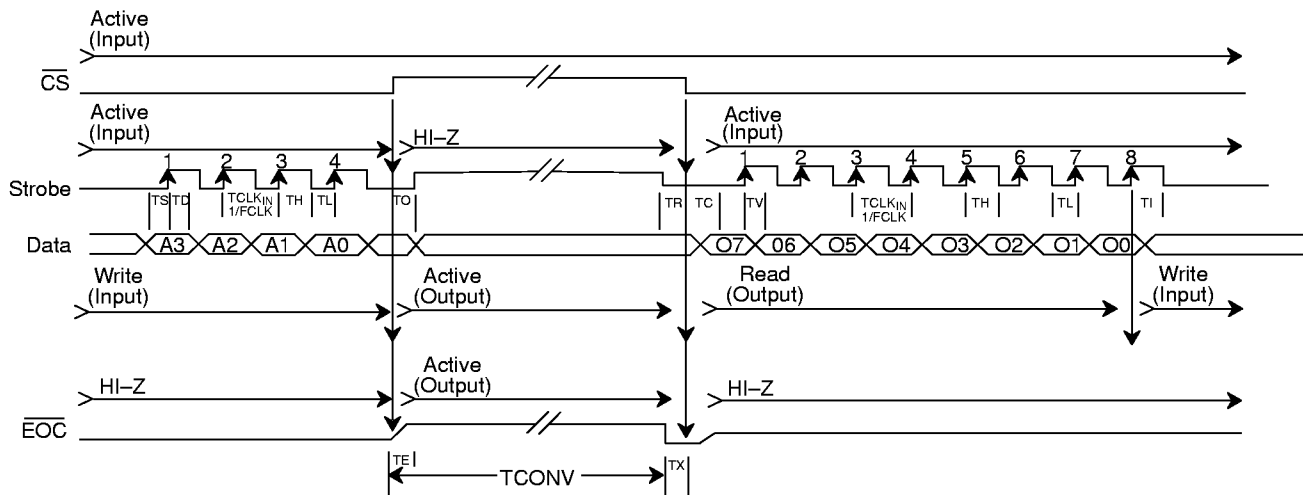 Active
(Input)
CS
Active
(Input)
HI–Z
Active
(Input)
1 2 3 4 1 2 3 4 5 6 7 8
Strobe
TS TD TCLKIN 1/FCLK TH TL TO TR TC TV TCLKIN 1/FCLK TH TL TI
Data A3 A2 A1 A0 O7 06 O5 O4 O3 O2 O1 O0
Write
(Input)
Active
(Output)
Read
(Output)
Write
(Input)
HI–Z
Active
(Output)
HI–Z
EOC
TE TCONV TX